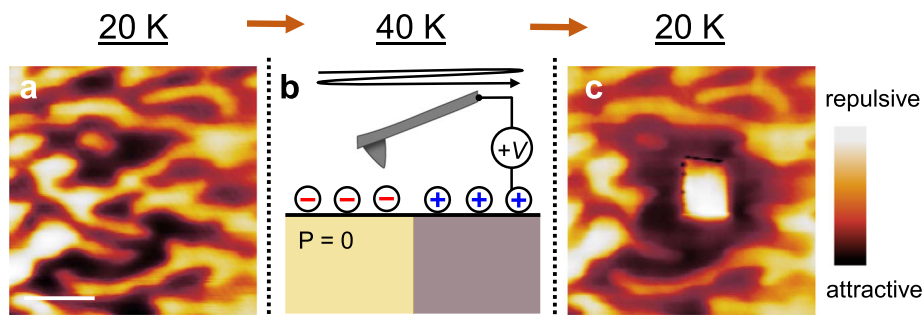 20 K
40 K
20 K
a
b
c
+V
− − − + + +
P = 0
repulsive
attractive